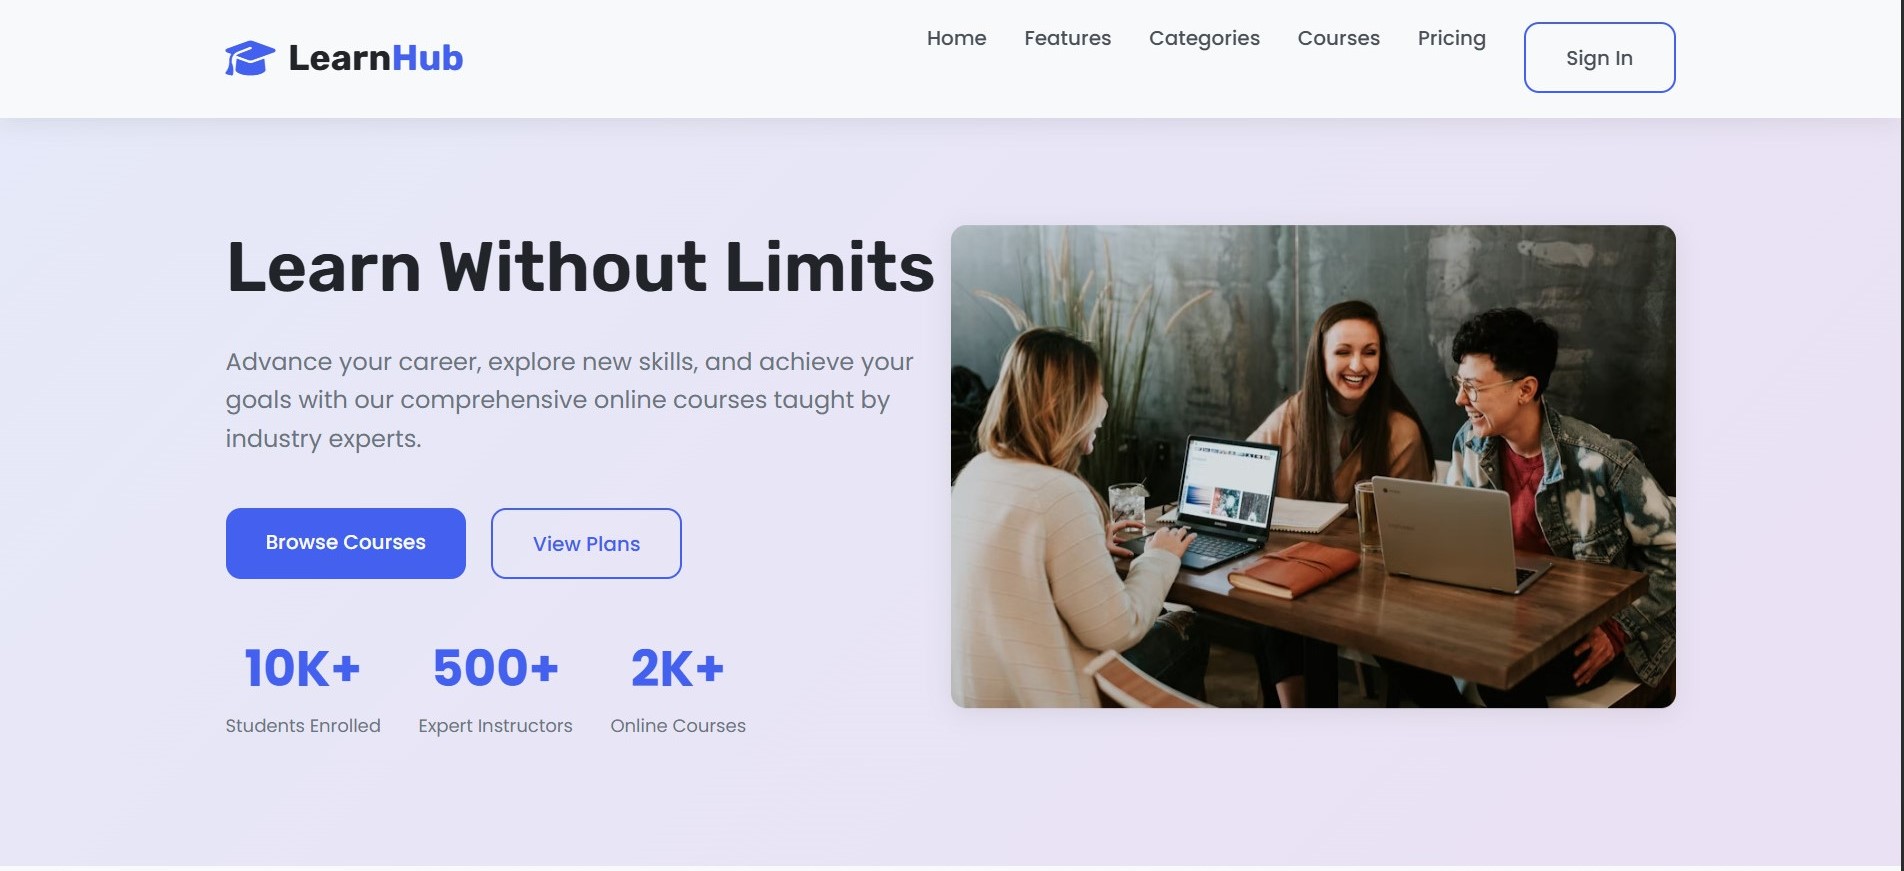 LearnHub
Home Features Categories Courses Pricing Sign In
Learn Without Limits
Advance your career, explore new skills, and achieve your
goals with our comprehensive online courses taught by
industry experts.
Browse Courses View Plans
10K+ 500+ 2K+
Students Enrolled Expert Instructors Online Courses